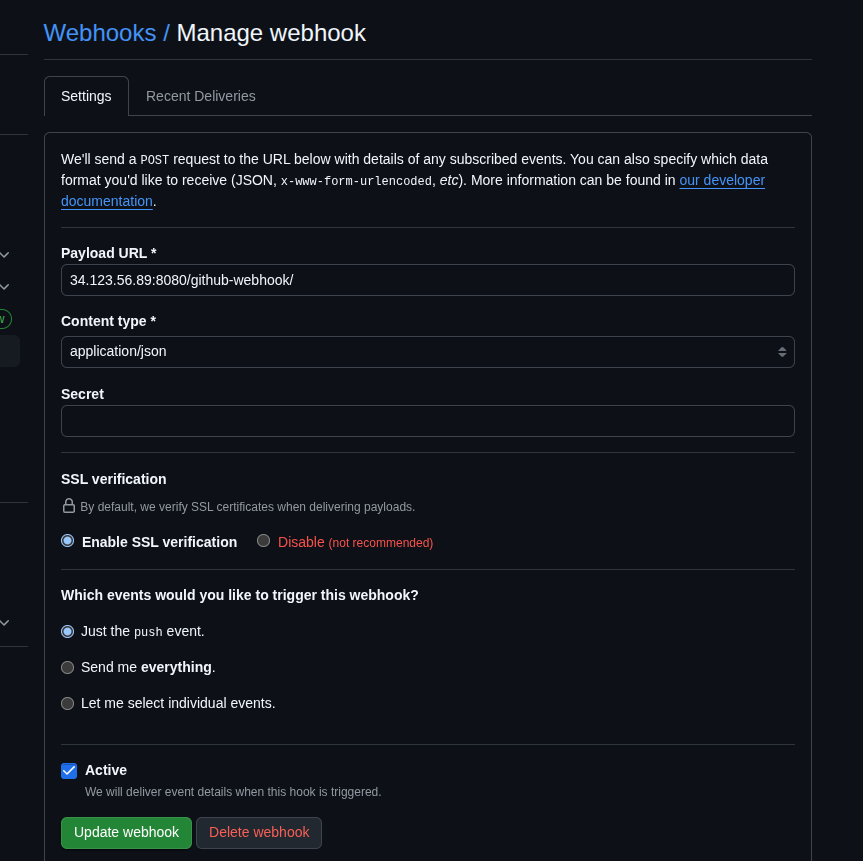 Webhooks / Manage webhook
Settings
Recent Deliveries
We'll send a POST request to the URL below with details of any subscribed events. You can also specify which data
format you'd like to receive (JSON, x-www-form-urlencoded, etc). More information can be found in our developer
documentation.
Payload URL *
34.123.56.89:8080/github-webhook/
Content type *
application/json
Secret
SSL verification
By default, we verify SSL certificates when delivering payloads.
Enable SSL verification
Disable (not recommended)
Which events would you like to trigger this webhook?
Just the push event.
Send me everything.
Let me select individual events.
Active
We will deliver event details when this hook is triggered.
Update webhook
Delete webhook